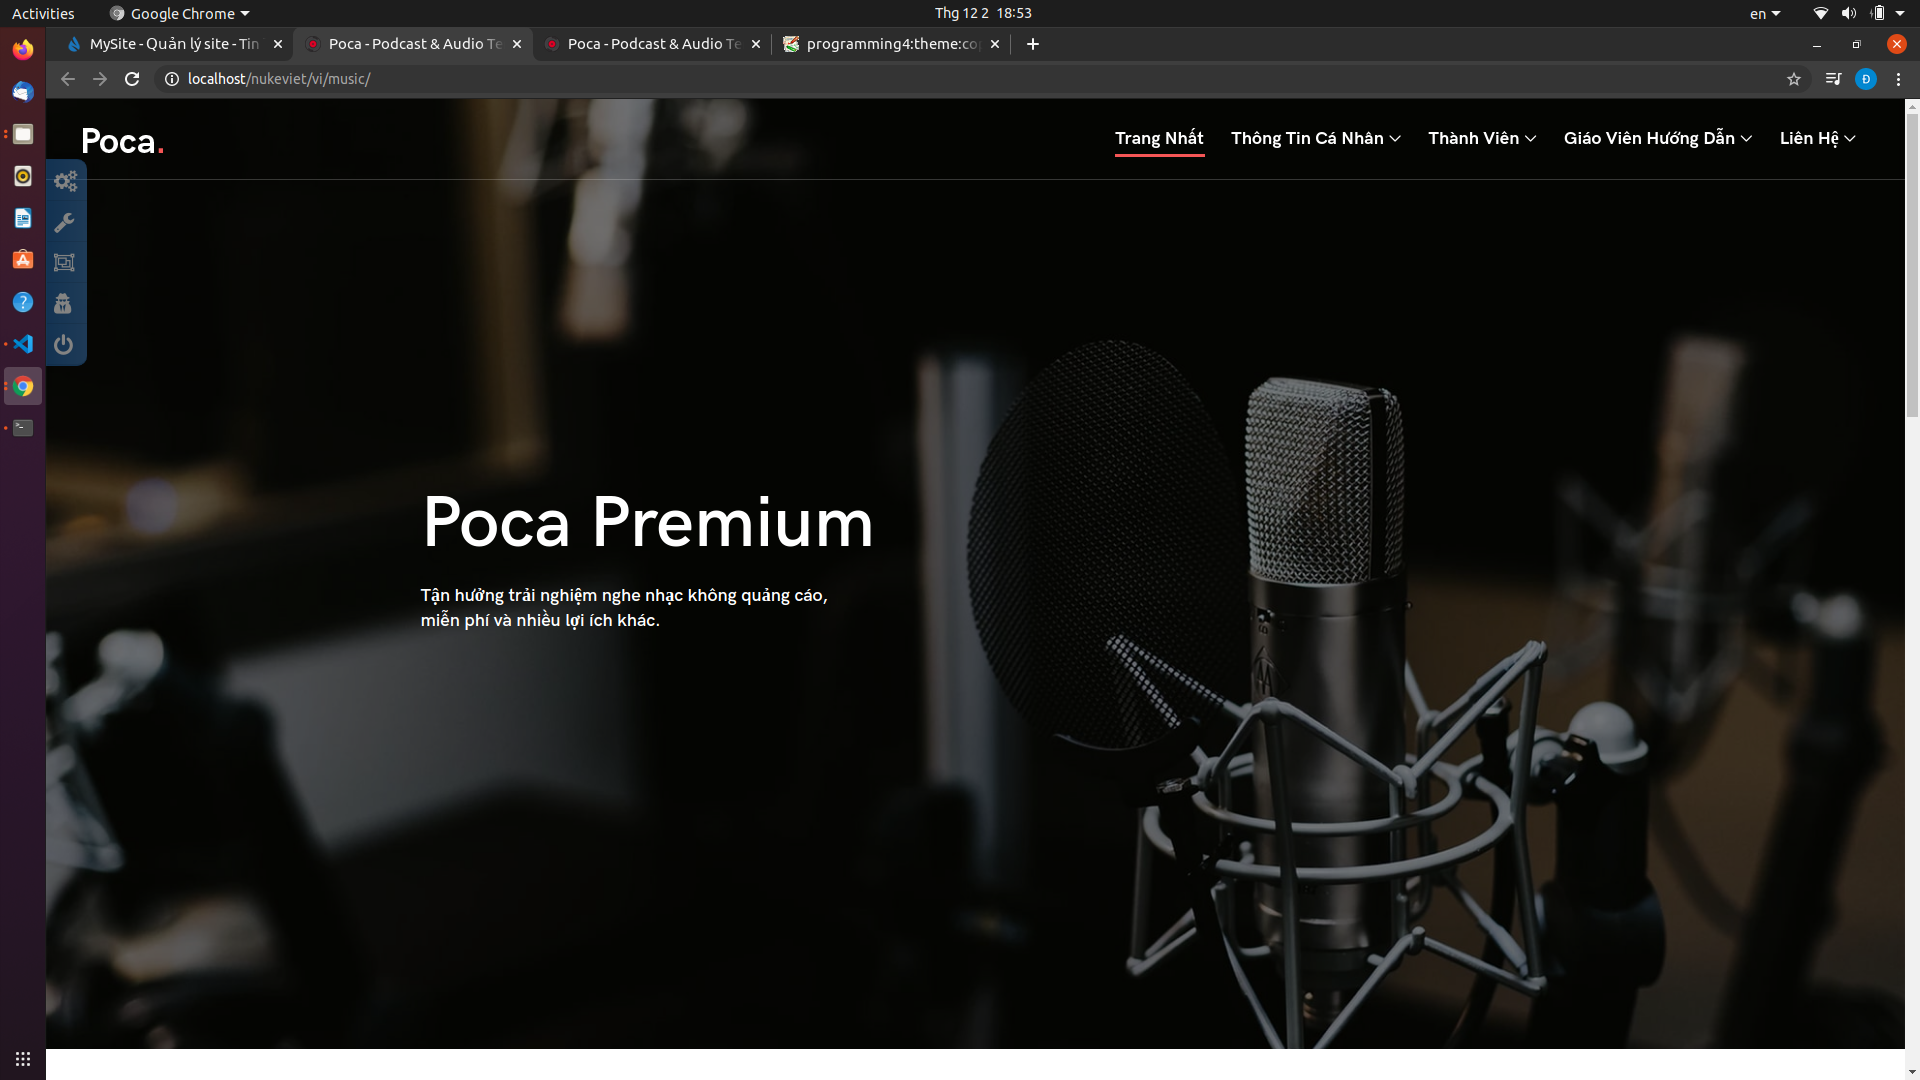 Activities
Google Chrome
Thg 12 2 18:53
en
MySite - Quản lý site - Tin
Poca - Podcast & Audio Te
Poca - Podcast & Audio Te
programming4:theme:cop
localhost/nukeviet/vi/music/
Đ
Poca.
Trang Nhất
Thông Tin Cá Nhân
Thành Viên
Giáo Viên Hướng Dẫn
Liên Hệ
Poca Premium
Tận hưởng trải nghiệm nghe nhạc không quảng cáo,
miễn phí và nhiều lợi ích khác.